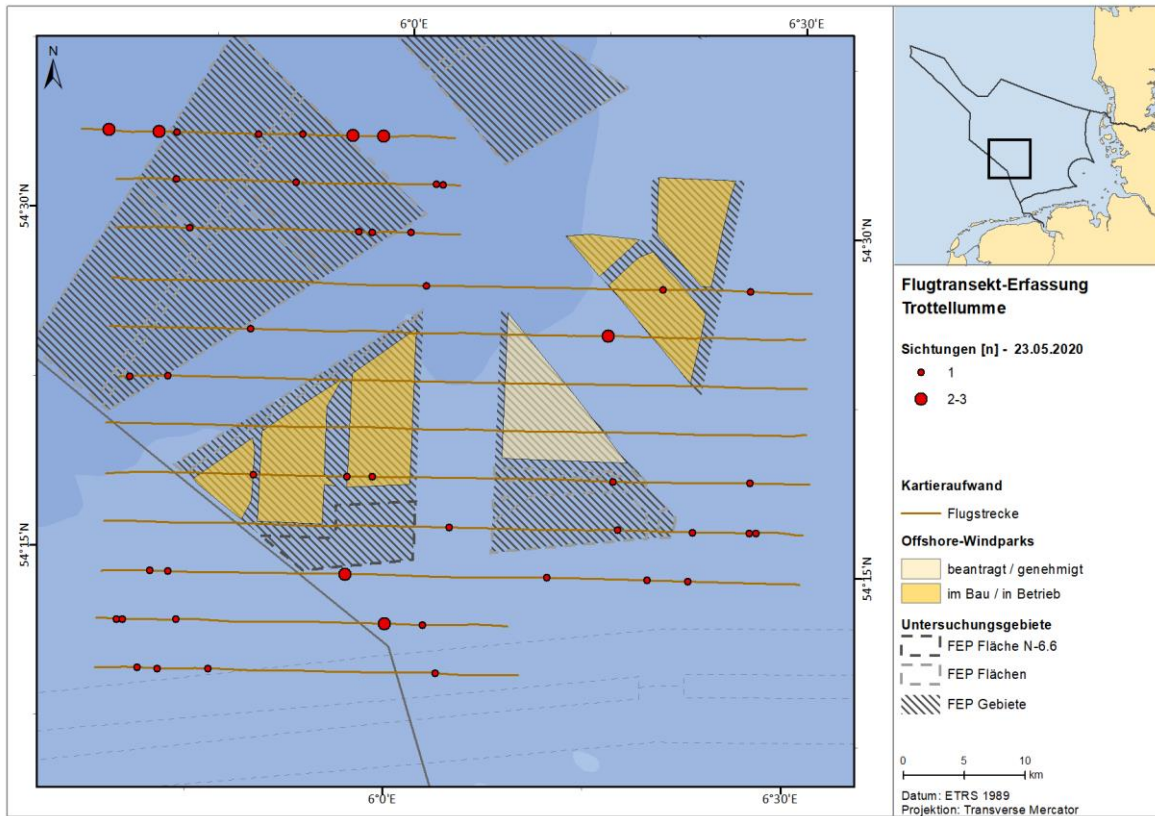 6°0'E
6°30'E
N
54°30'N
54°30'N
54°15'N
54°15'N
6°0'E
6°30'E
Flugtransekt-Erfassung
Trottellumme
Sichtungen [n] - 23.05.2020
1
2-3
Kartieraufwand
Flugstrecke
Offshore-Windparks
beantragt / genehmigt
im Bau / in Betrieb
Untersuchungsgebiete
FEP Fläche N-6.6
FEP Flächen
FEP Gebiete
0 5 10
km
Datum: ETRS 1989
Projektion: Transverse Mercator